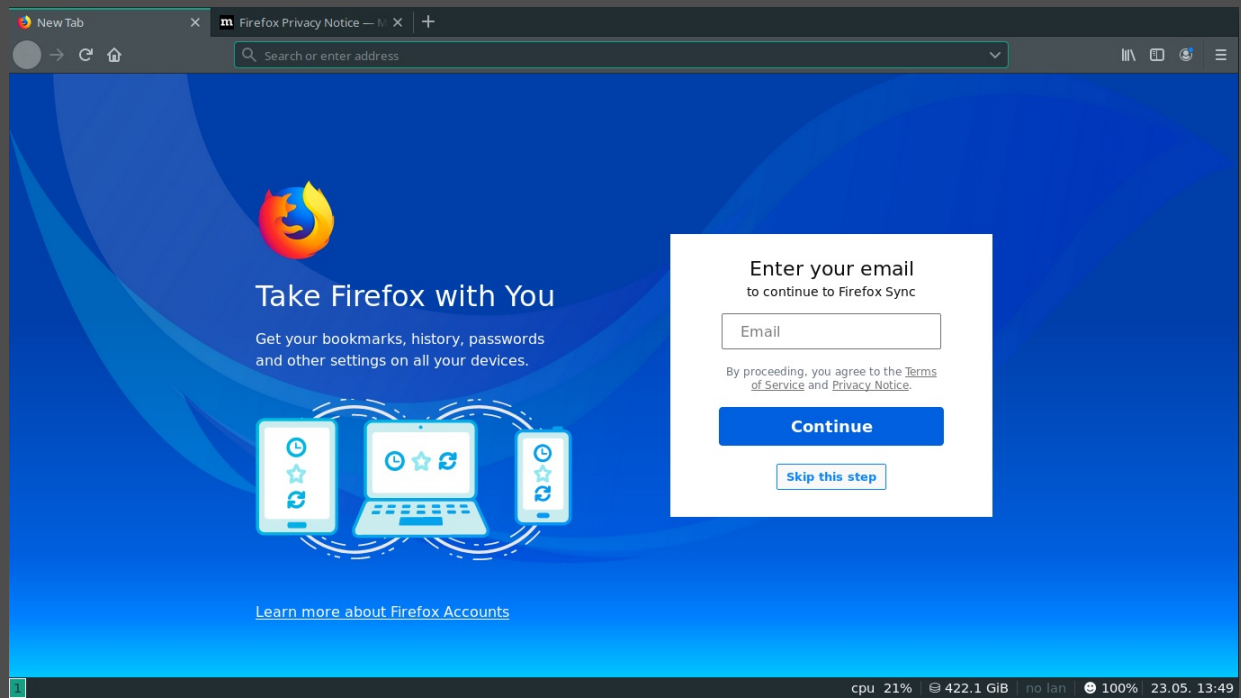 New Tab
m Firefox Privacy Notice — M
Search or enter address
Take Firefox with You
Get your bookmarks, history, passwords
and other settings on all your devices.
Learn more about Firefox Accounts
Enter your email
to continue to Firefox Sync
Email
By proceeding, you agree to the Terms
of Service and Privacy Notice.
Continue
Skip this step
1
cpu 21% 422.1 GiB no lan 100% 23.05. 13:49